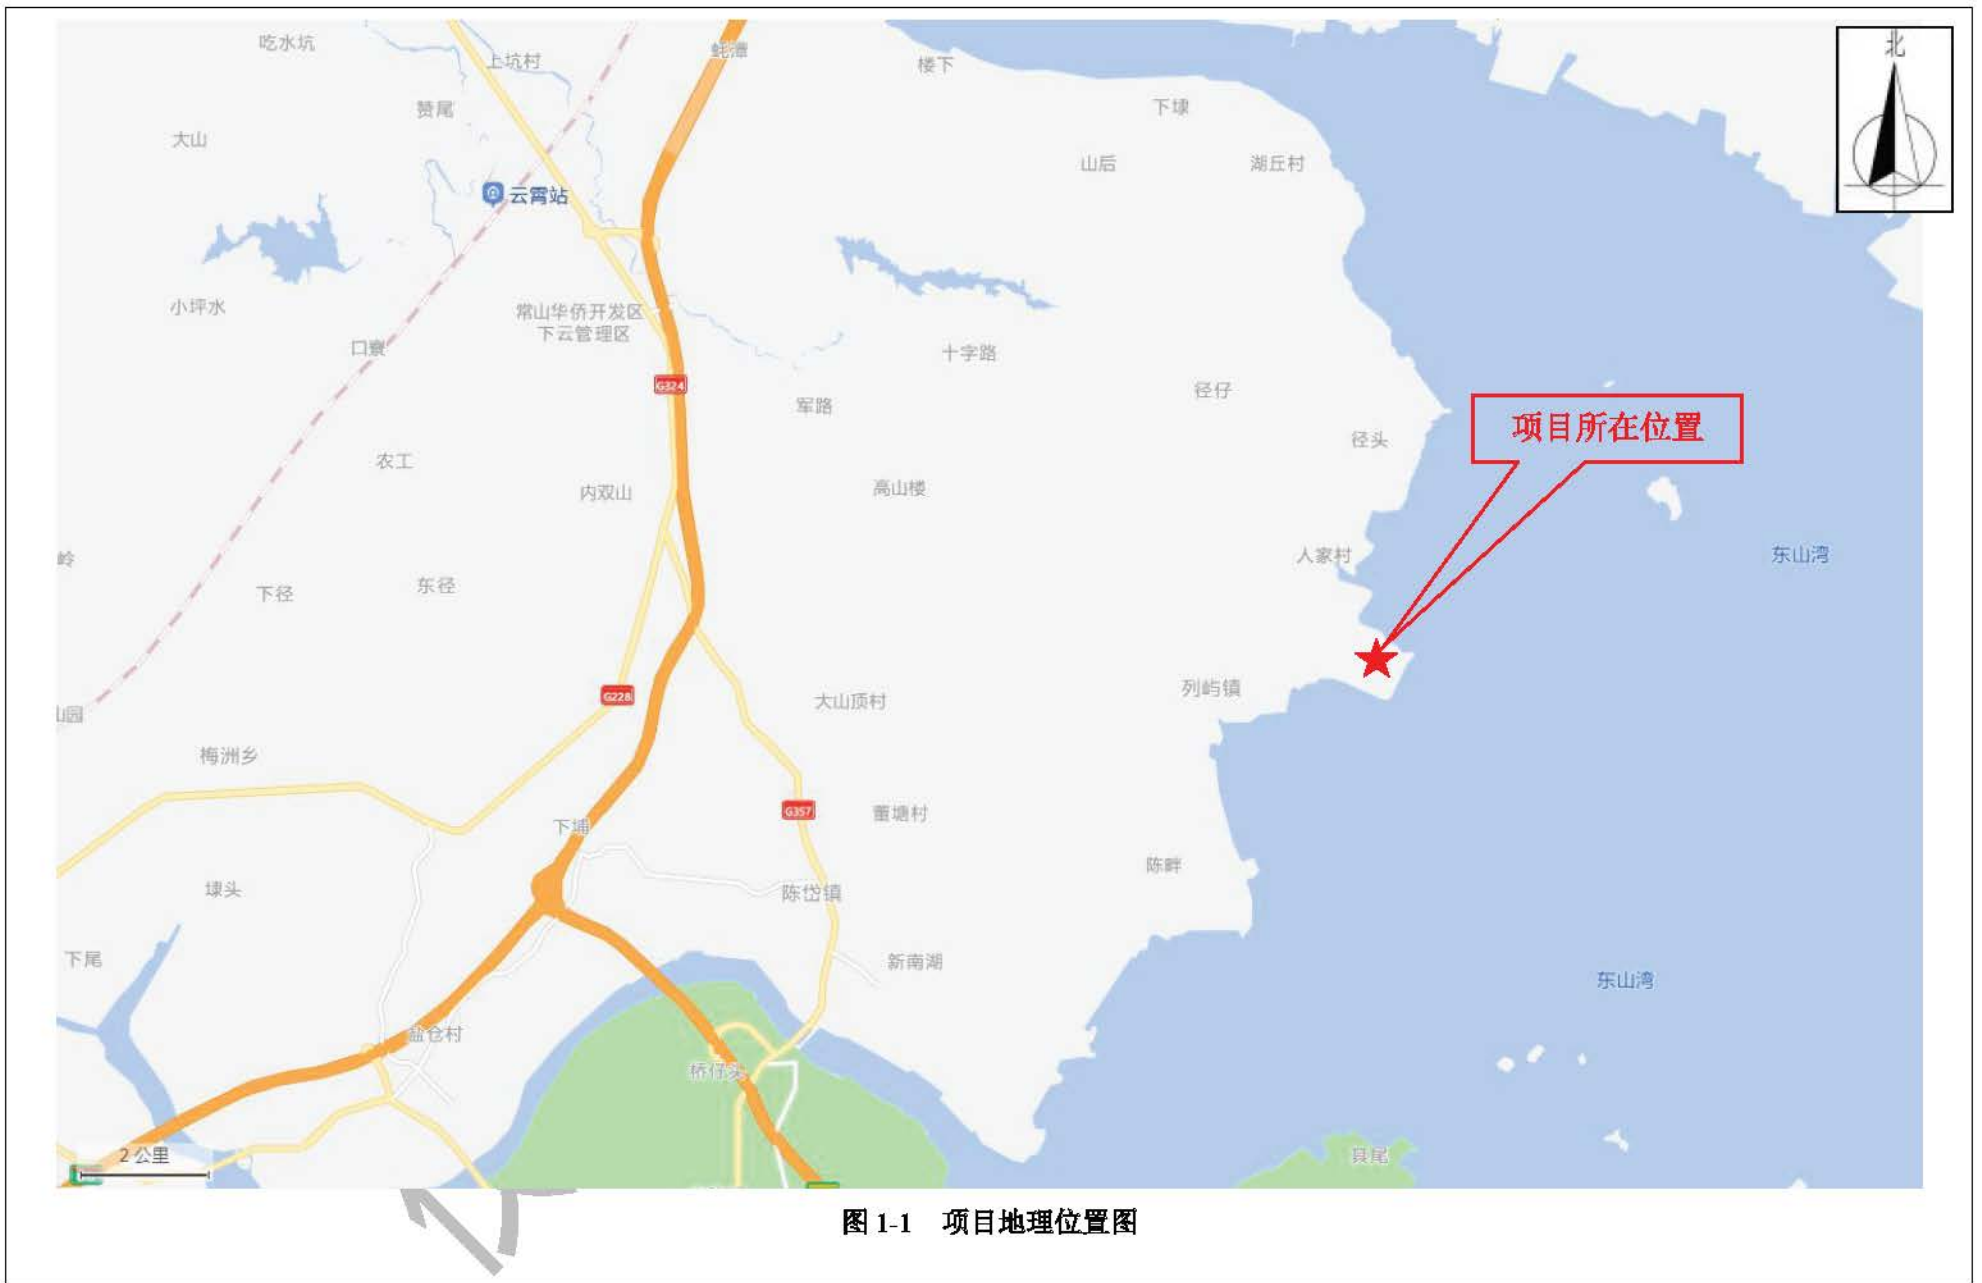 北
吃水坑
上坑村
蚝潭
楼下
赞尾
下埭
大山
山后
湖丘村
云霄站
小坪水
常山华侨开发区
下云管理区
口寮
十字路
G324
径仔
军路
项目所在位置
径头
农工
内双山
高山楼
岭
人家村
东山湾
下径
东径
列屿镇
G228
大山顶村
山园
梅洲乡
G357
董塘村
下埔
陈畔
埭头
陈岱镇
下尾
新南湖
东山湾
盐仓村
桥仔头
2 公里
图 1-1 项目地理位置图